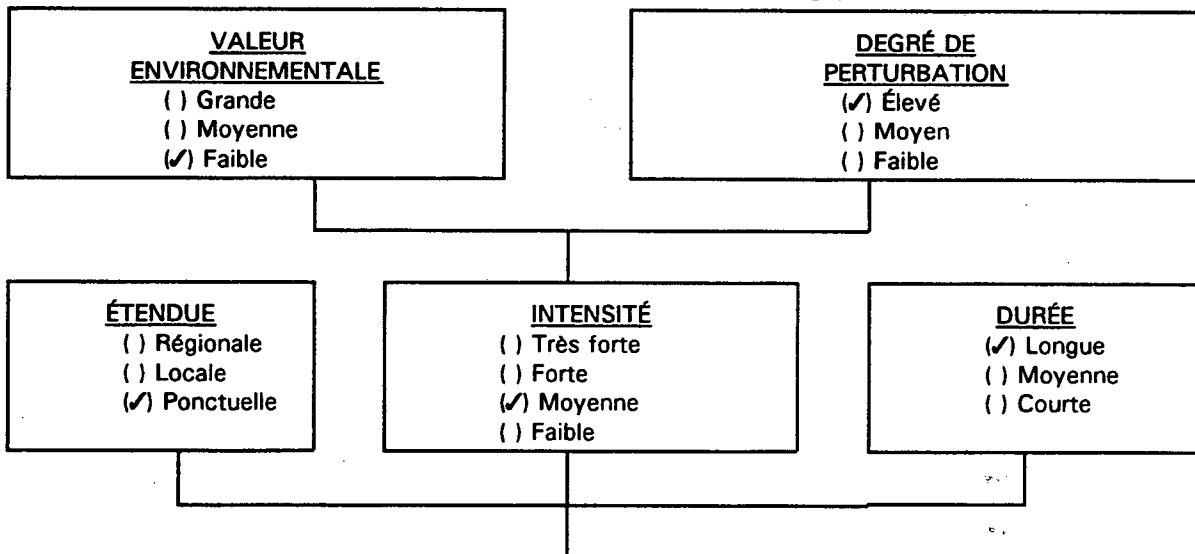 VALEUR
ENVIRONNEMENTALE
( ) Grande
( ) Moyenne
(✓) Faible
DEGRÉ DE
PERTURBATION
(✓) Élevé
( ) Moyen
( ) Faible
ÉTENDUE
( ) Régionale
( ) Locale
(✓) Ponctuelle
INTENSITÉ
( ) Très forte
( ) Forte
(✓) Moyenne
( ) Faible
DURÉE
(✓) Longue
( ) Moyenne
( ) Courte